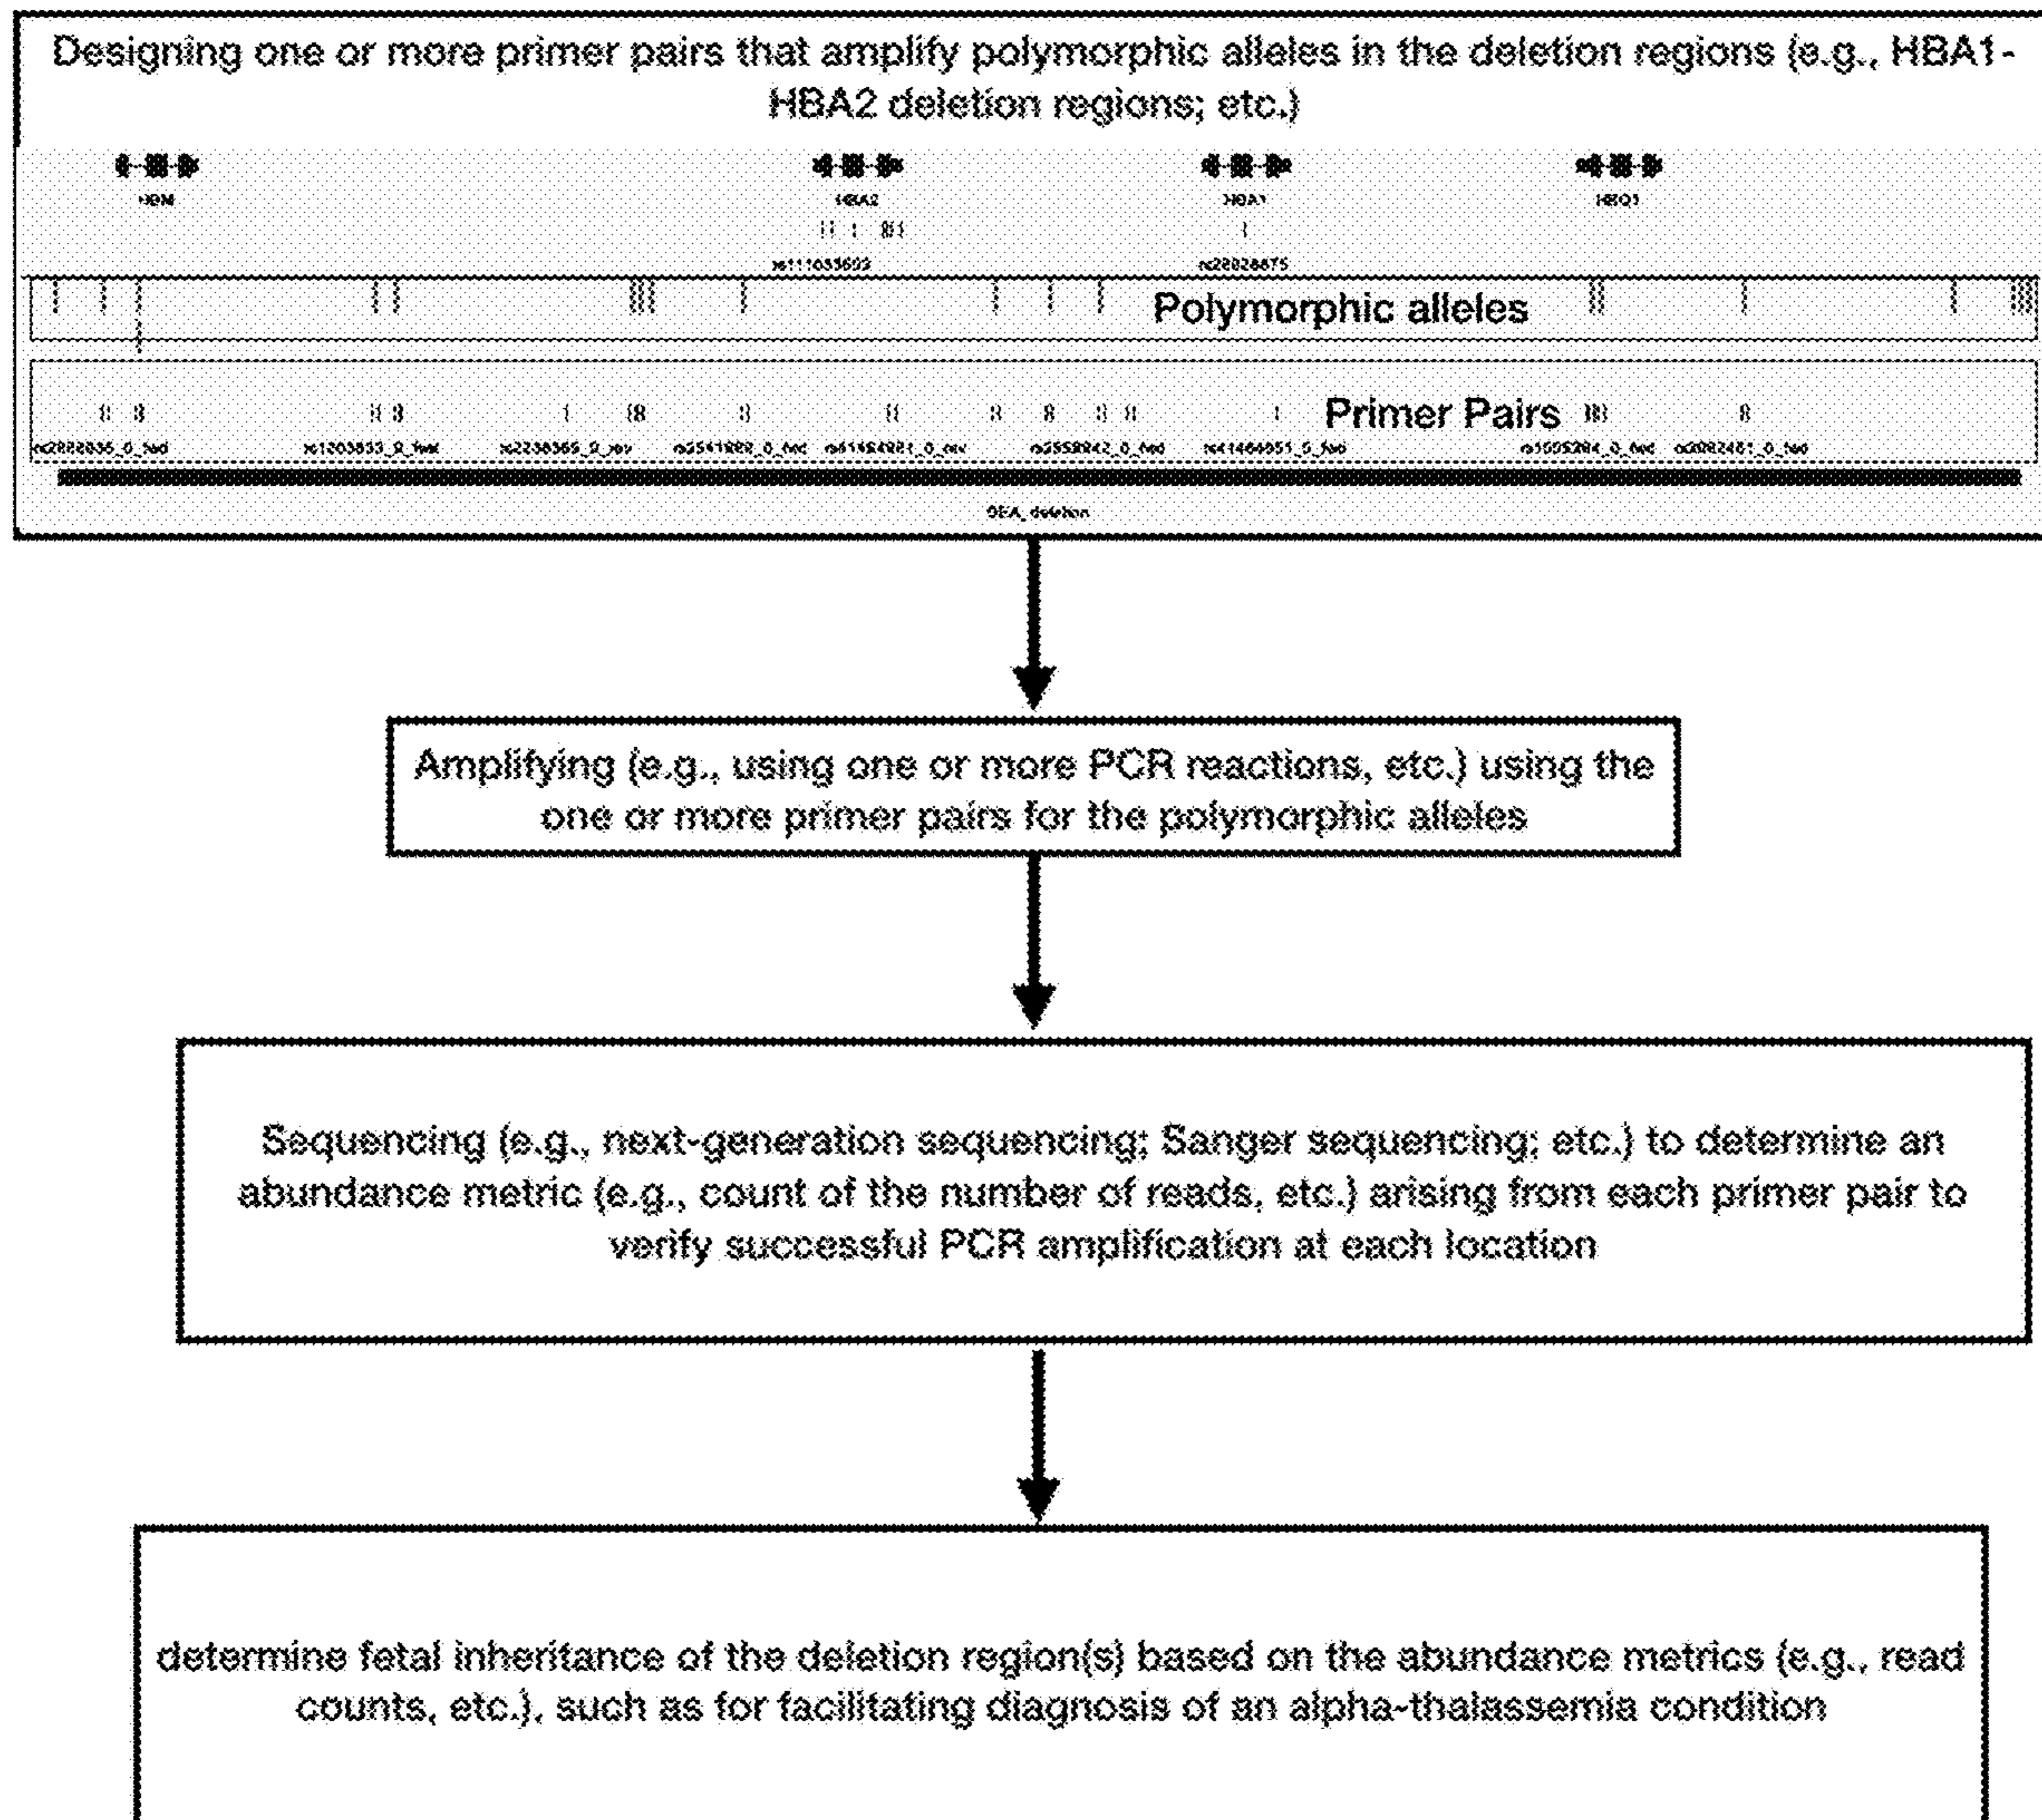 Designing one or more primer pairs that amplify polymorphic alleles in the deletion regions (e.g., HBA1-
HBA2 deletion regions; etc.)
HBM HBA2 HBA1 HBQ1
Polymorphic alleles
Primer Pairs
SEA_deletion
Amplifying (e.g., using one or more PCR reactions, etc.) using the
one or more primer pairs for the polymorphic alleles
Sequencing (e.g., next-generation sequencing; Sanger sequencing; etc.) to determine an
abundance metric (e.g., count of the number of reads, etc.) arising from each primer pair to
verify successful PCR amplification at each location
determine fetal inheritance of the deletion region(s) based on the abundance metrics (e.g., read
counts, etc.), such as for facilitating diagnosis of an alpha-thalassemia condition